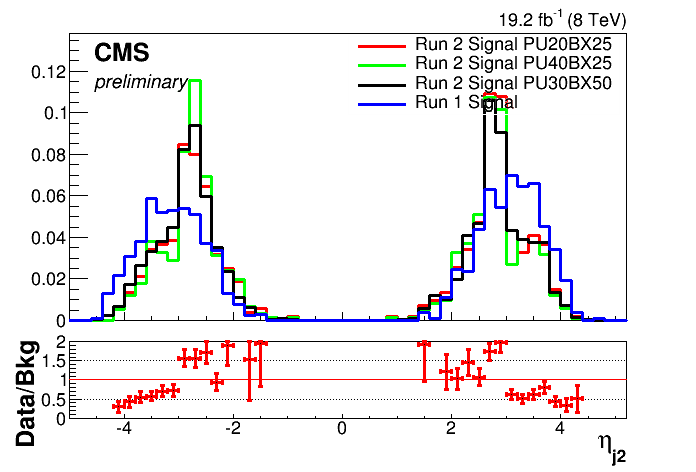 19.2 fb-1 (8 TeV)
CMS
preliminary
Run 2 Signal PU20BX25
Run 2 Signal PU40BX25
Run 2 Signal PU30BX50
Run 1 Signal
0.12
0.1
0.08
0.06
0.04
0.02
0
Data/Bkg
2
1.5
1
0.5
0
-4 -2 0 2 4
ηj2